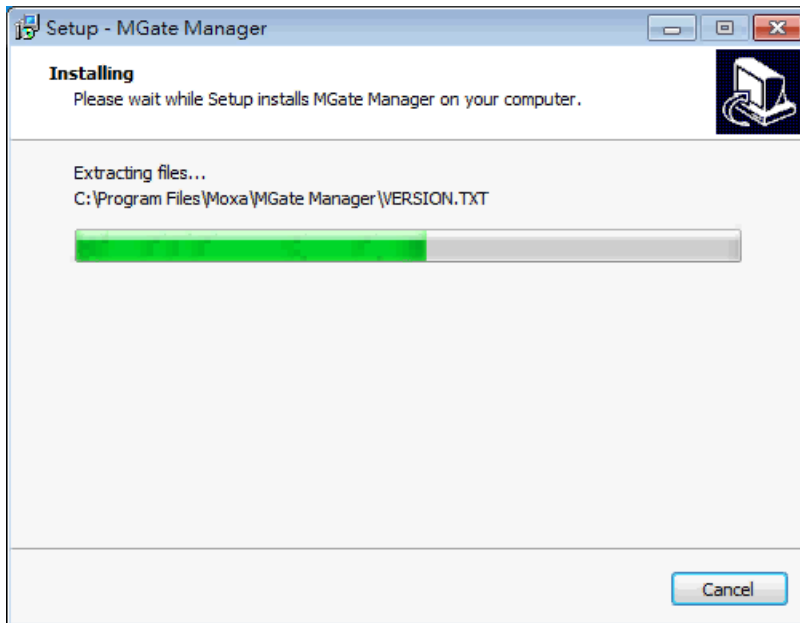 Setup - MGate Manager
Installing
Please wait while Setup installs MGate Manager on your computer.
Extracting files...
C:\Program Files\Moxa\MGate Manager\VERSION.TXT
Cancel